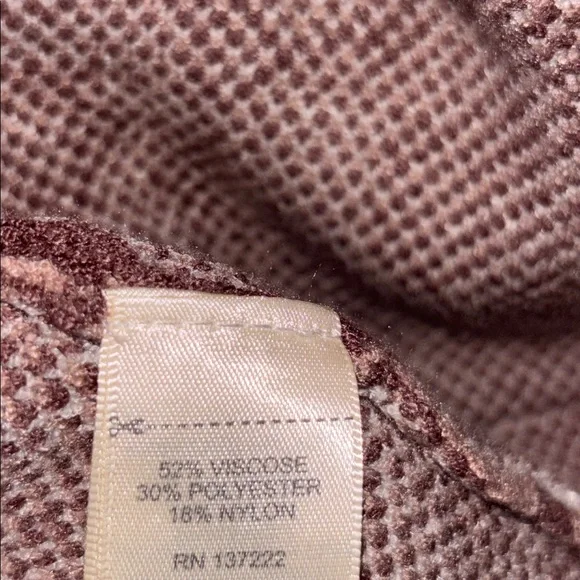 52% VISCOSE
30% POLYESTER
18% NYLON
RN 137222